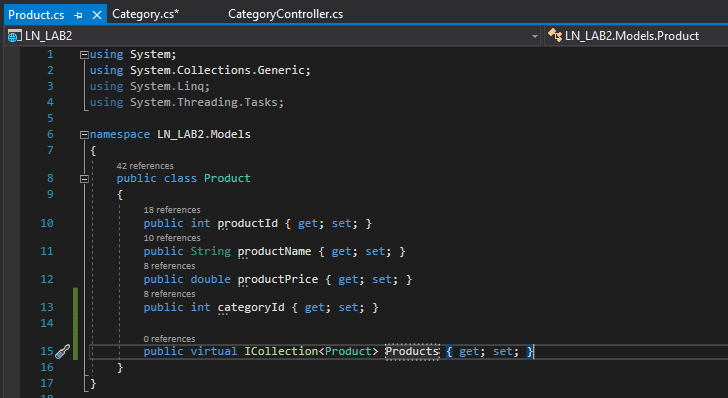 Product.cs
Category.cs*
CategoryController.cs
LN_LAB2
LN_LAB2.Models.Product
1 using System;
2 using System.Collections.Generic;
3 using System.Linq;
4 using System.Threading.Tasks;
5
6 namespace LN_LAB2.Models
7 {
42 references
8 public class Product
9 {
18 references
10 public int productId { get; set; }
10 references
11 public String productName { get; set; }
8 references
12 public double productPrice { get; set; }
8 references
13 public int categoryId { get; set; }
14
0 references
15 public virtual ICollection<Product> Products { get; set; }
16 }
17 }